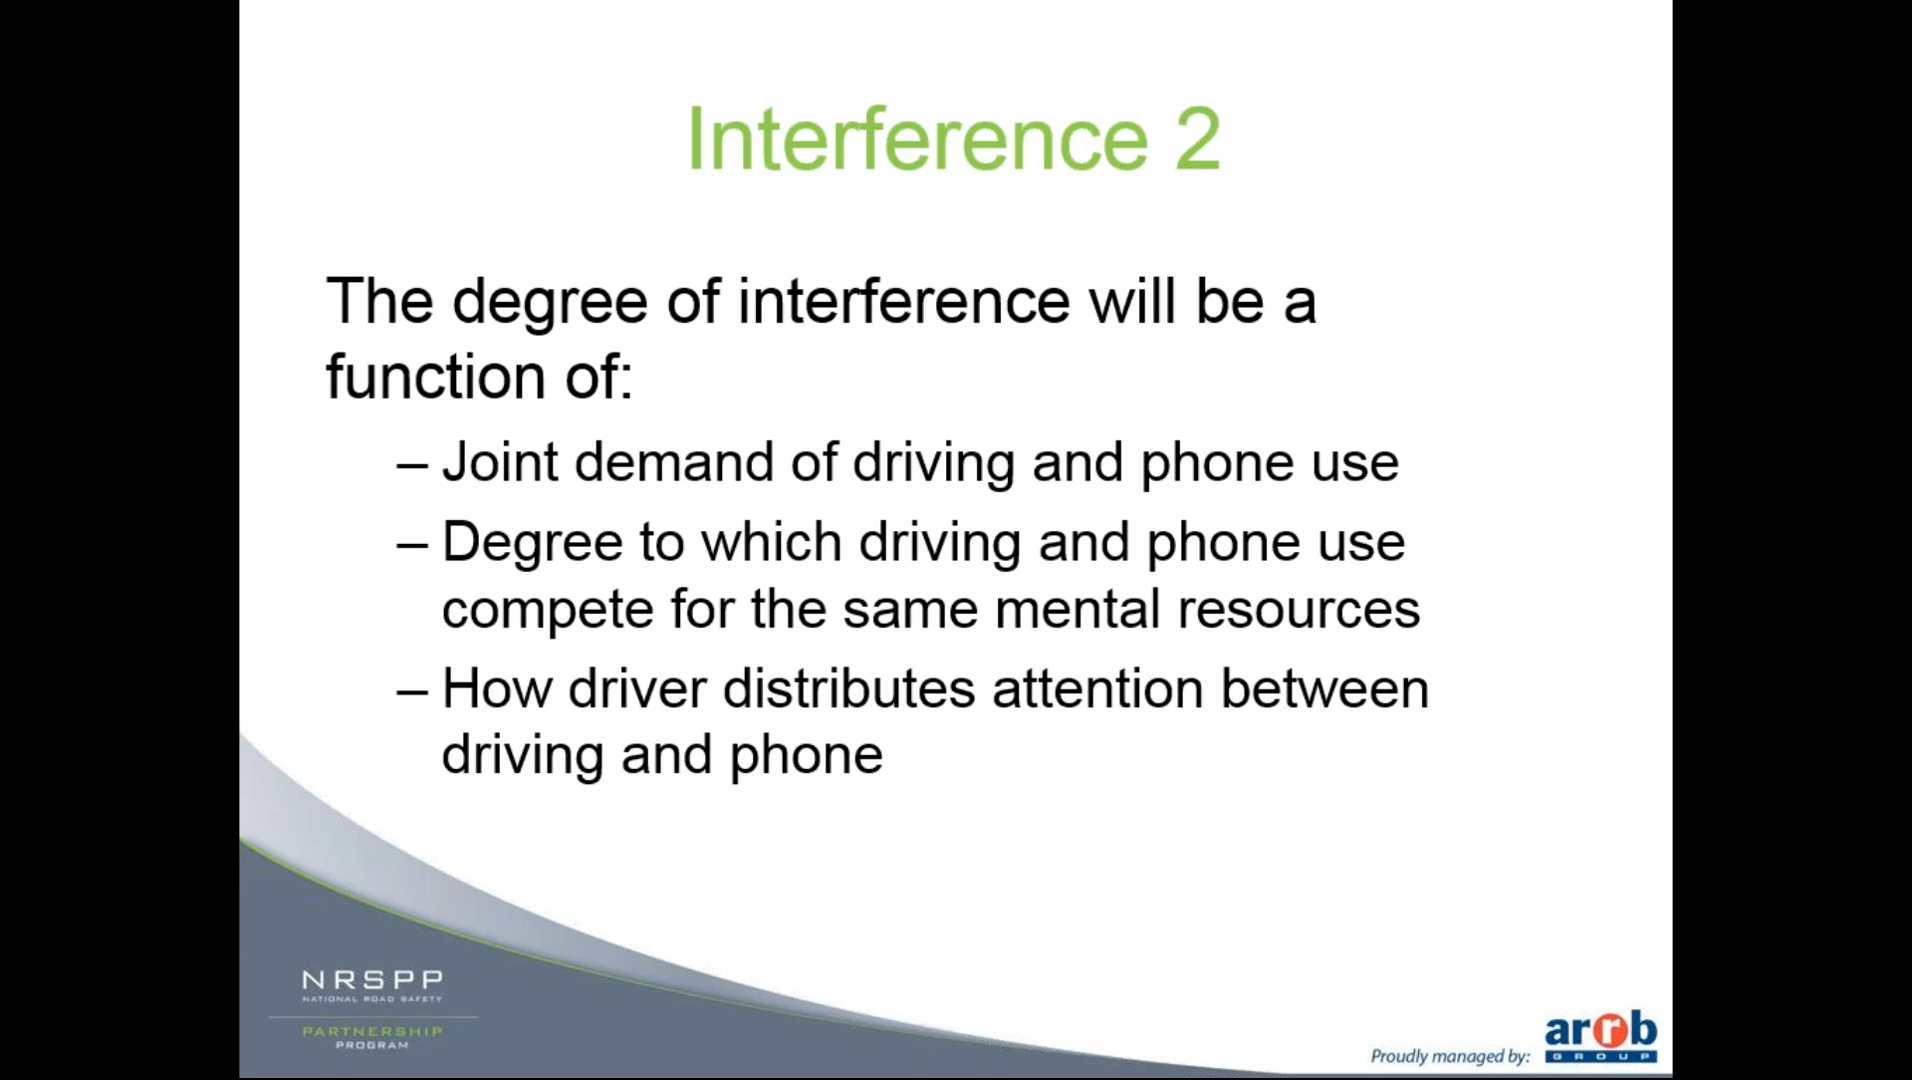 Interference 2
The degree of interference will be a
function of:
– Joint demand of driving and phone use
– Degree to which driving and phone use
compete for the same mental resources
– How driver distributes attention between
driving and phone
NRSPP
NATIONAL ROAD SAFETY
PARTNERSHIP
PROGRAM
Proudly managed by:
arrb
GROUP